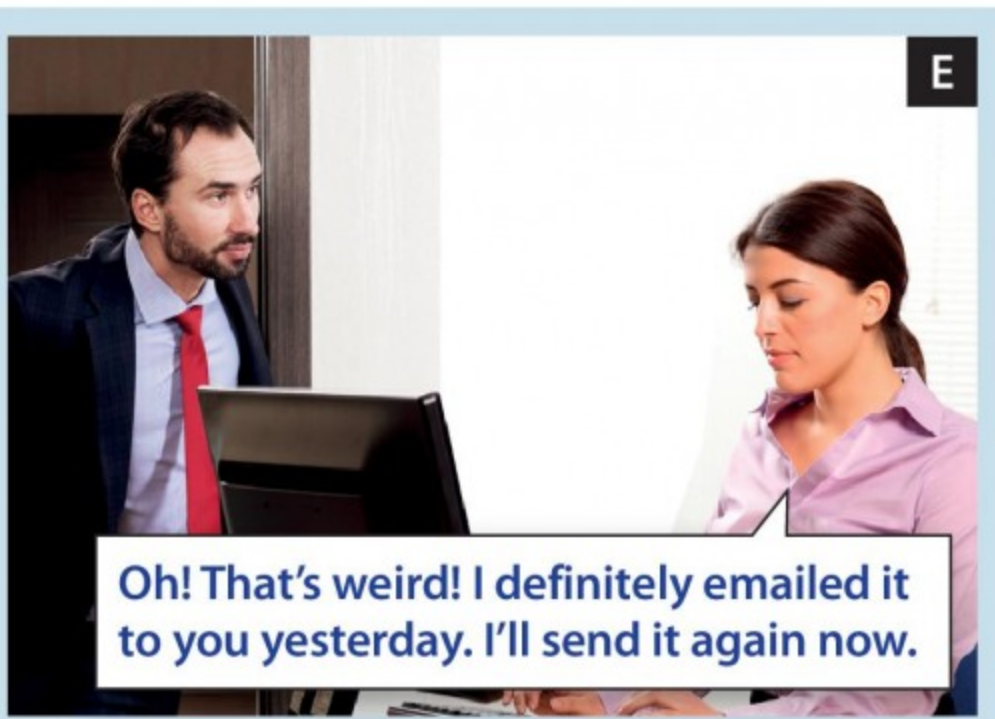 E
Oh! That's weird! I definitely emailed it
to you yesterday. I'll send it again now.